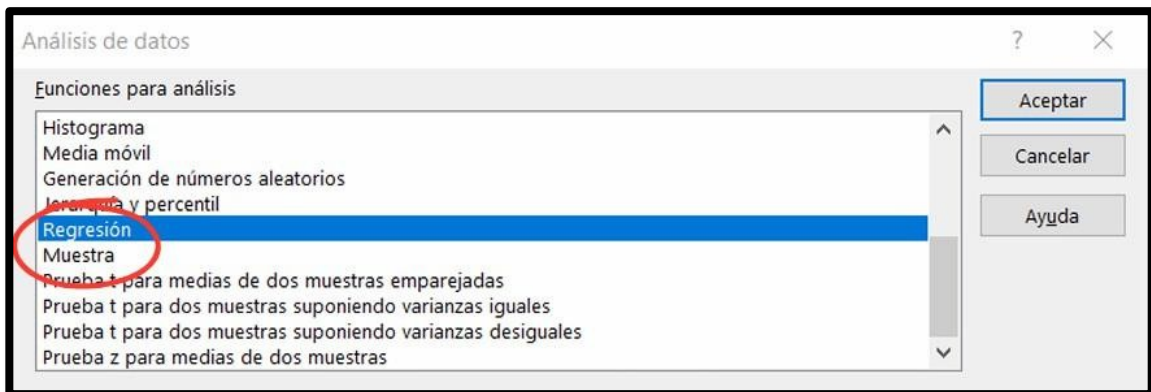 Análisis de datos
?
Funciones para análisis
Histograma
Media móvil
Generación de números aleatorios
Jerarquía y percentil
Regresión
Muestra
Prueba t para medias de dos muestras emparejadas
Prueba t para dos muestras suponiendo varianzas iguales
Prueba t para dos muestras suponiendo varianzas desiguales
Prueba z para medias de dos muestras
Aceptar
Cancelar
Ayuda